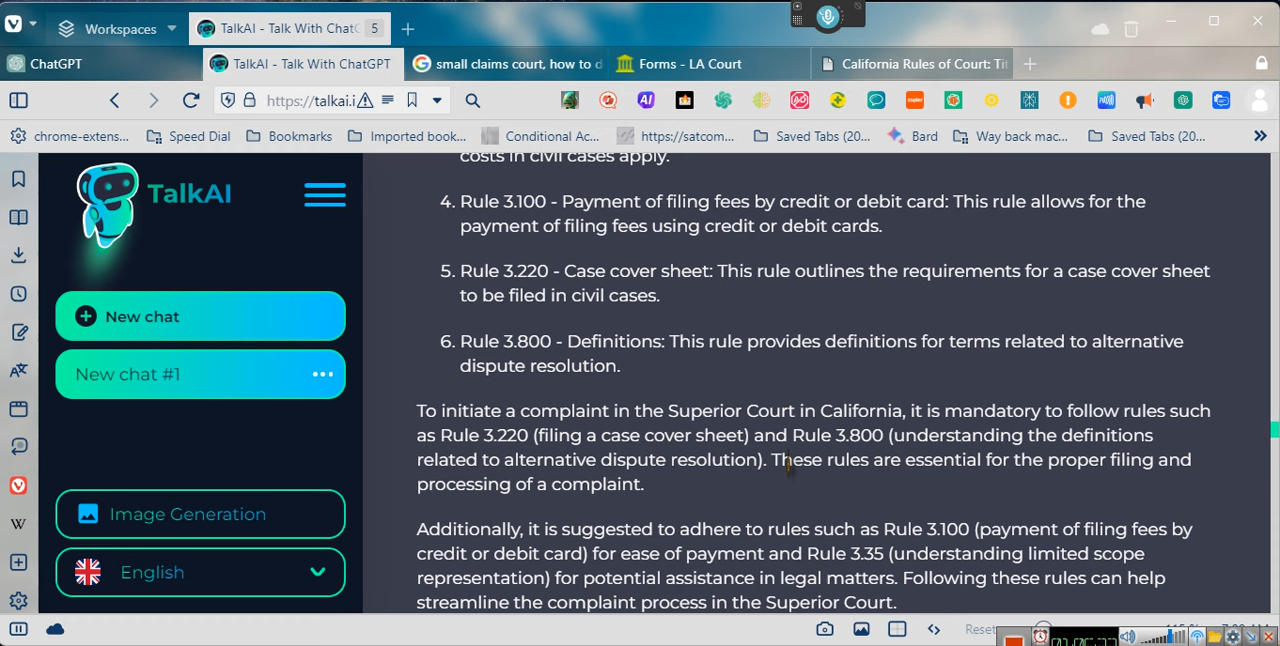 Workspaces
TalkAI - Talk With ChatG 5
ChatGPT
TalkAI - Talk With ChatGPT
small claims court, how to d
Forms - LA Court
California Rules of Court: Tit
https://talkai.i
chrome-extens...
Speed Dial
Bookmarks
Imported book...
Conditional Ac...
https://satcom...
Saved Tabs (20...
Bard
Way back mac...
Saved Tabs (20...
TalkAI
New chat
New chat #1
Image Generation
English
costs in civil cases apply.
4. Rule 3.100 - Payment of filing fees by credit or debit card: This rule allows for the
payment of filing fees using credit or debit cards.
5. Rule 3.220 - Case cover sheet: This rule outlines the requirements for a case cover sheet
to be filed in civil cases.
6. Rule 3.800 - Definitions: This rule provides definitions for terms related to alternative
dispute resolution.
To initiate a complaint in the Superior Court in California, it is mandatory to follow rules such
as Rule 3.220 (filing a case cover sheet) and Rule 3.800 (understanding the definitions
related to alternative dispute resolution). These rules are essential for the proper filing and
processing of a complaint.
Additionally, it is suggested to adhere to rules such as Rule 3.100 (payment of filing fees by
credit or debit card) for ease of payment and Rule 3.35 (understanding limited scope
representation) for potential assistance in legal matters. Following these rules can help
streamline the complaint process in the Superior Court.
Reset